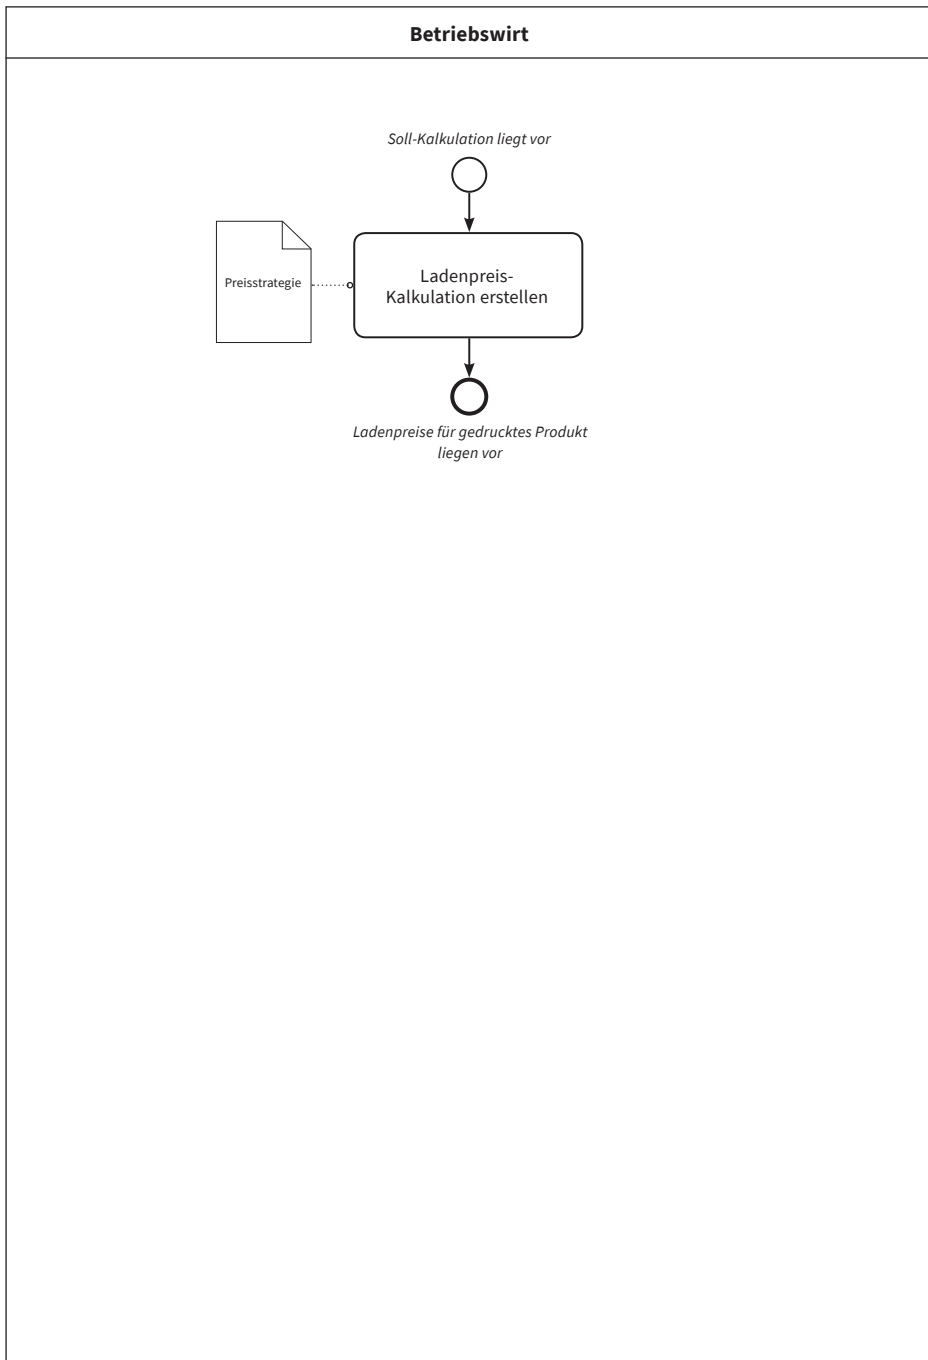 Betriebswirt
Soll-Kalkulation liegt vor
Preisstrategie
Ladenpreis-
Kalkulation erstellen
Ladenpreise für gedrucktes Produkt
liegen vor